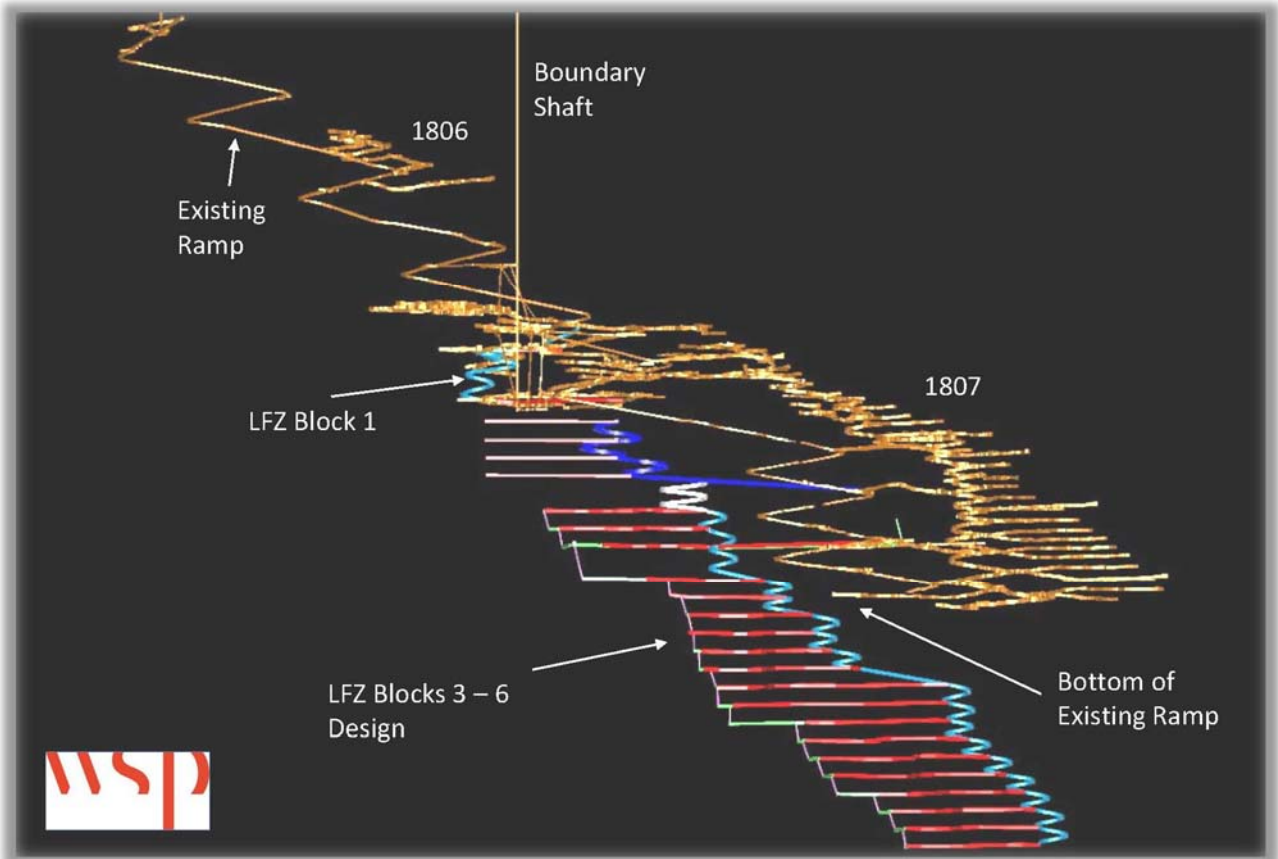 Boundary
Shaft
1806
Existing
Ramp
LFZ Block 1
1807
LFZ Blocks 3 – 6
Design
Bottom of
Existing Ramp
wsp